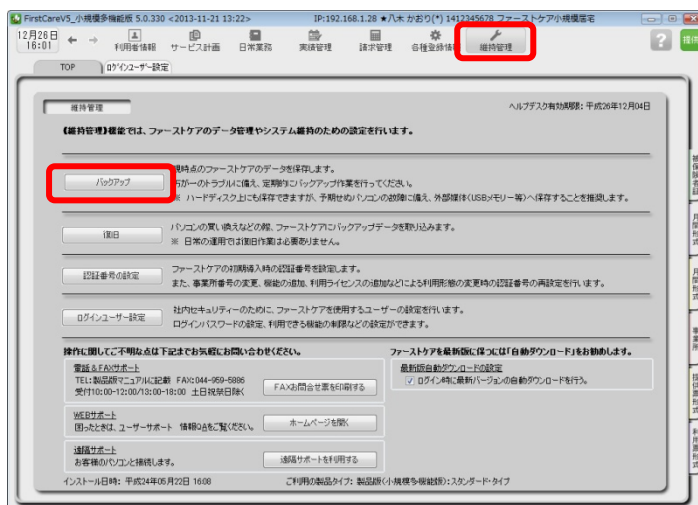 FirstCareV5_小規模多機能版 5.0.330 <2013-11-21 13:22> IP:192.168.1.28 ★八木 かおり(*) 1412345678 ファーストケア小規模居宅
12月26日
16:01
← → 利用者情報 サービス計画 日常業務 実績管理 請求管理 各種登録情報 維持管理 ? 提供
TOP ログインユーザー設定
維持管理 ヘルプデスク有効期限: 平成26年12月04日
【維持管理】機能では、ファーストケアのデータ管理やシステム維持のための設定を行います。
バックアップ
現時点のファーストケアのデータを保存します。
万が一のトラブルに備え、定期的にバックアップ作業を行ってください。
※ ハードディスク上にも保存できますが、予期せぬパソコンの故障に備え、外部媒体(USBメモリー等)へ保存することを推奨します。
復旧
パソコンの買い換えなどの際、ファーストケアにバックアップデータを取り込みます。
※ 日常の運用では復旧作業は必要ありません。
認証番号の設定
ファーストケアの初期導入時の認証番号を設定します。
また、事業所番号の変更、機能の追加、利用ライセンスの追加などによる利用形態の変更時の認証番号の再設定を行います。
ログインユーザー設定
社内セキュリティーのために、ファーストケアを使用するユーザーの設定を行います。
ログインパスワードの設定、利用できる機能の制限などの設定ができます。
操作に関してご不明な点は下記までお気軽にお問い合わせください。
電話&FAXサポート
TEL:製品版マニュアルに記載 FAX:044-959-5886
受付10:00-12:00/13:00-18:00 土日祝祭日除く
FAXお問合せ票を印刷する
WEBサポート
困ったときは、ユーザーサポート 情報QAをご覧ください。
ホームページを開く
遠隔サポート
お客様のパソコンと接続します。
遠隔サポートを利用する
ファーストケアを最新版に保つには「自動ダウンロード」をお勧めします。
最新版自動ダウンロードの設定
ログイン時に最新バージョンの自動ダウンロードを行う。
インストール日時: 平成24年05月22日 16:08 ご利用の製品タイプ: 製品版(小規模多機能版):スタンダード・タイプ
被保険者証
月間形式
月間形式
事業所
提供票形式
利用票形式